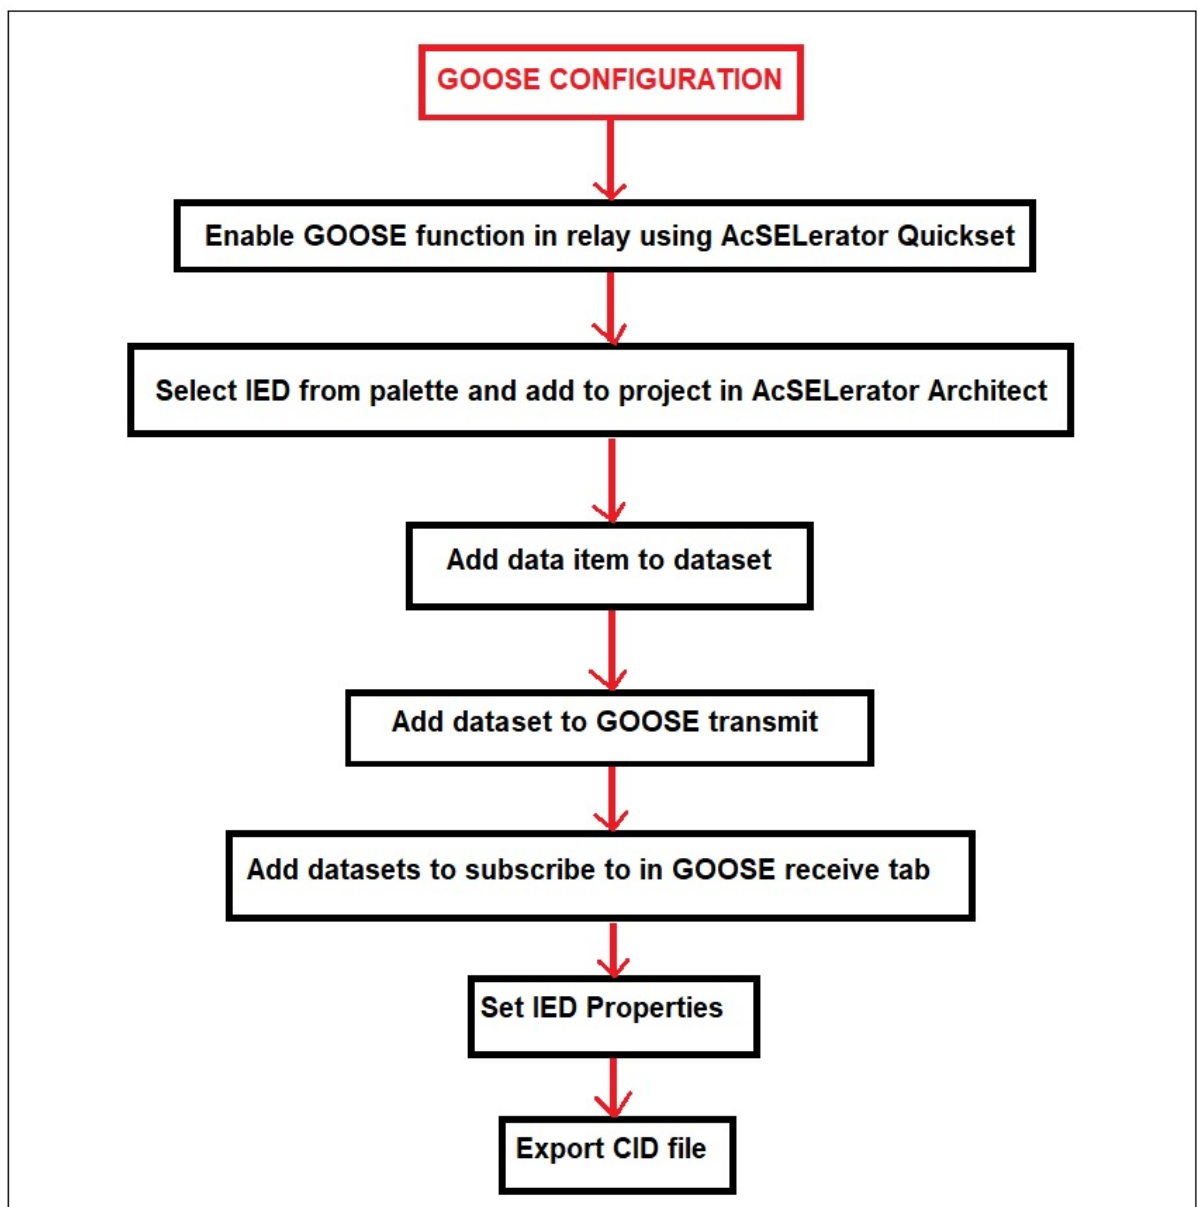 GOOSE CONFIGURATION
Enable GOOSE function in relay using AcSELerator Quickset
Select IED from palette and add to project in AcSELerator Architect
Add data item to dataset
Add dataset to GOOSE transmit
Add datasets to subscribe to in GOOSE receive tab
Set IED Properties
Export CID file